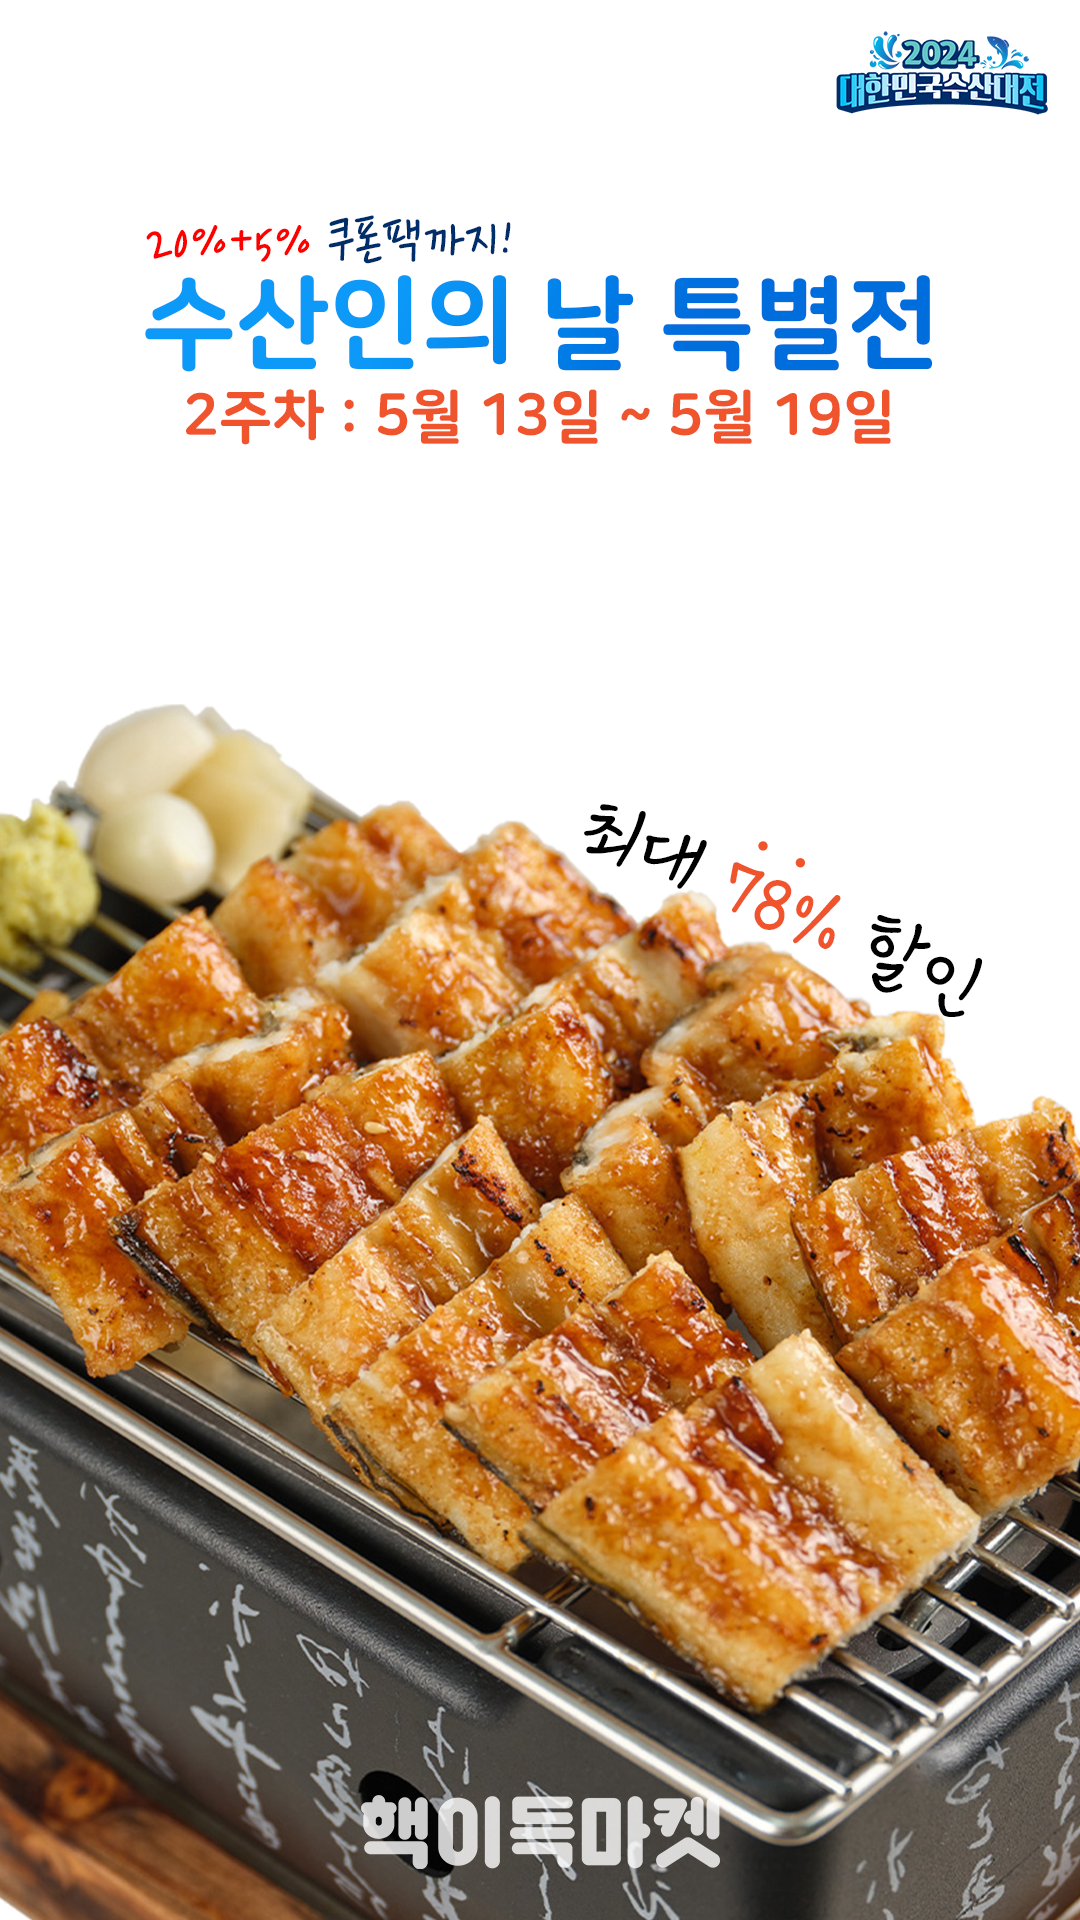 2024
대한민국수산대전
20%+5% 쿠폰팩까지!
수산인의 날 특별전
2주차 : 5월 13일 ~ 5월 19일
최대 78% 할인
핵이득마켓